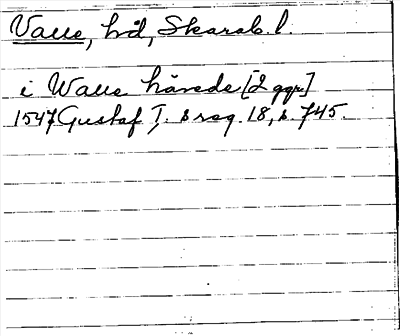 Valle, hd, Skarab. l.
i Walle härede [2 ggr]
1547 Gustaf I:s reg. 18, s. 745.